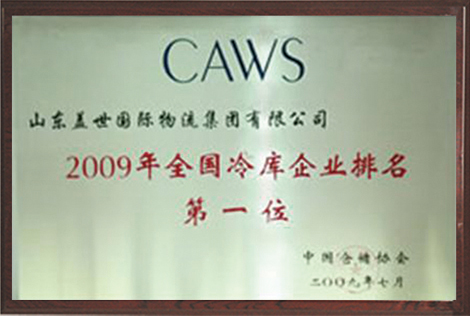 CAWS
山东盖世国际物流集团有限公司
2009年全国冷库企业排名
第一位
中国仓储协会
二〇〇九年七月